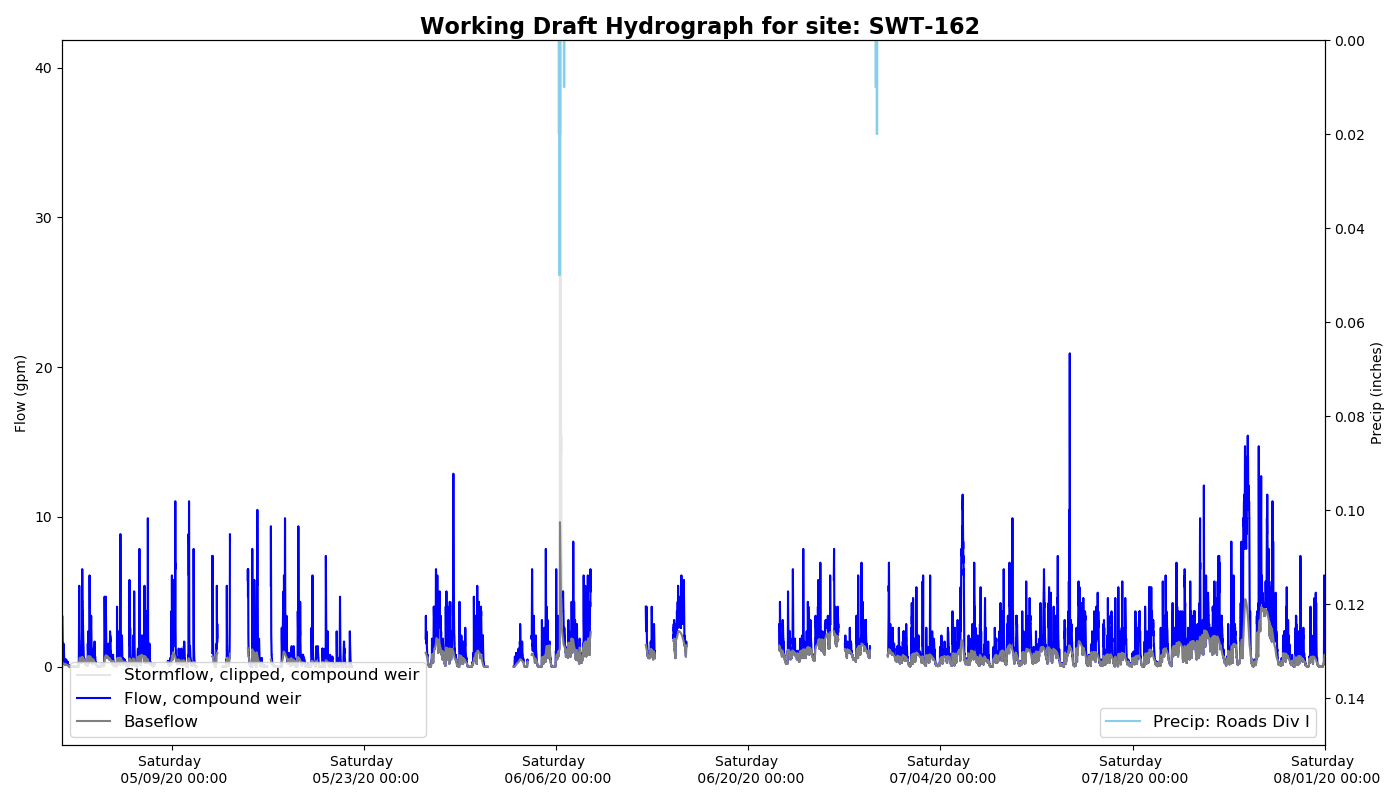 Working Draft Hydrograph for site: SWT-162
40
30
20
10
0
Flow (gpm)
0.00
0.02
0.04
0.06
0.08
0.10
0.12
0.14
Precip (inches)
Stormflow, clipped, compound weir
Flow, compound weir
Baseflow
Precip: Roads Div I
Saturday
05/09/20 00:00
Saturday
05/23/20 00:00
Saturday
06/06/20 00:00
Saturday
06/20/20 00:00
Saturday
07/04/20 00:00
Saturday
07/18/20 00:00
Saturday
08/01/20 00:00